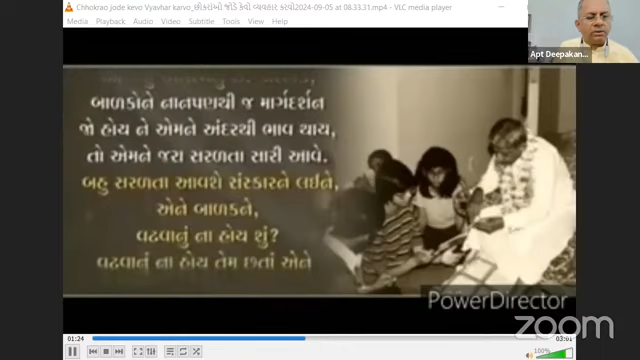 Chhokrao jode kevo Vyavhar karvo_છોકરાંઓ જોડે કેવો વ્યવહાર કરવો2024-09-05 at 08.33.31.mp4 - VLC media player
Media Playback Audio Video Subtitle Tools View Help
Apt Deepakan...
બાળકોને નાનપણથી જ માર્ગદર્શન
જો હોય ને એમને અંદરથી ભાવ થાય,
તો એમને જરા સરળતા સારી આવે.
બહુ સરળતા આવશે સંસ્કારને લઈને,
એને બાળકને,
વઢવાનું ના હોય શું?
વઢવાનું ના હોય તેમ છતાં એને
PowerDirector
zoom
01:24
03:01
100%